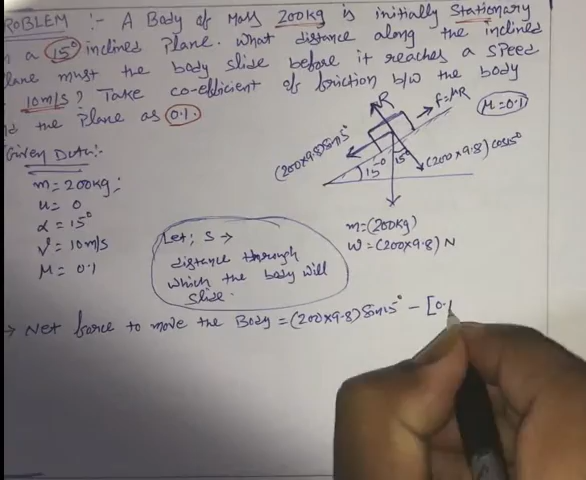 ROBLEM :- A Body of Mass 200kg is initially Stationary
n a 15° inclined Plane. What distance along the inclined
lane must the body slide before it reaches a speed
10m/s? Take co-efficient of friction b/w the body
nd the Plane as 0.1.
R
F=μR
μ=0.1
(200×9.8)Sin15°
15°
15°
(200×9.8) cos15°
Given Data:-
m=200kg:
u=0
α=15°
V=10m/s
μ=0.1
m=(200kg)
W=(200×9.8) N
Let; S →
distance through
which the body will
slide.
→ Net force to move the Body = (200×9.8)Sin15° - [0.1